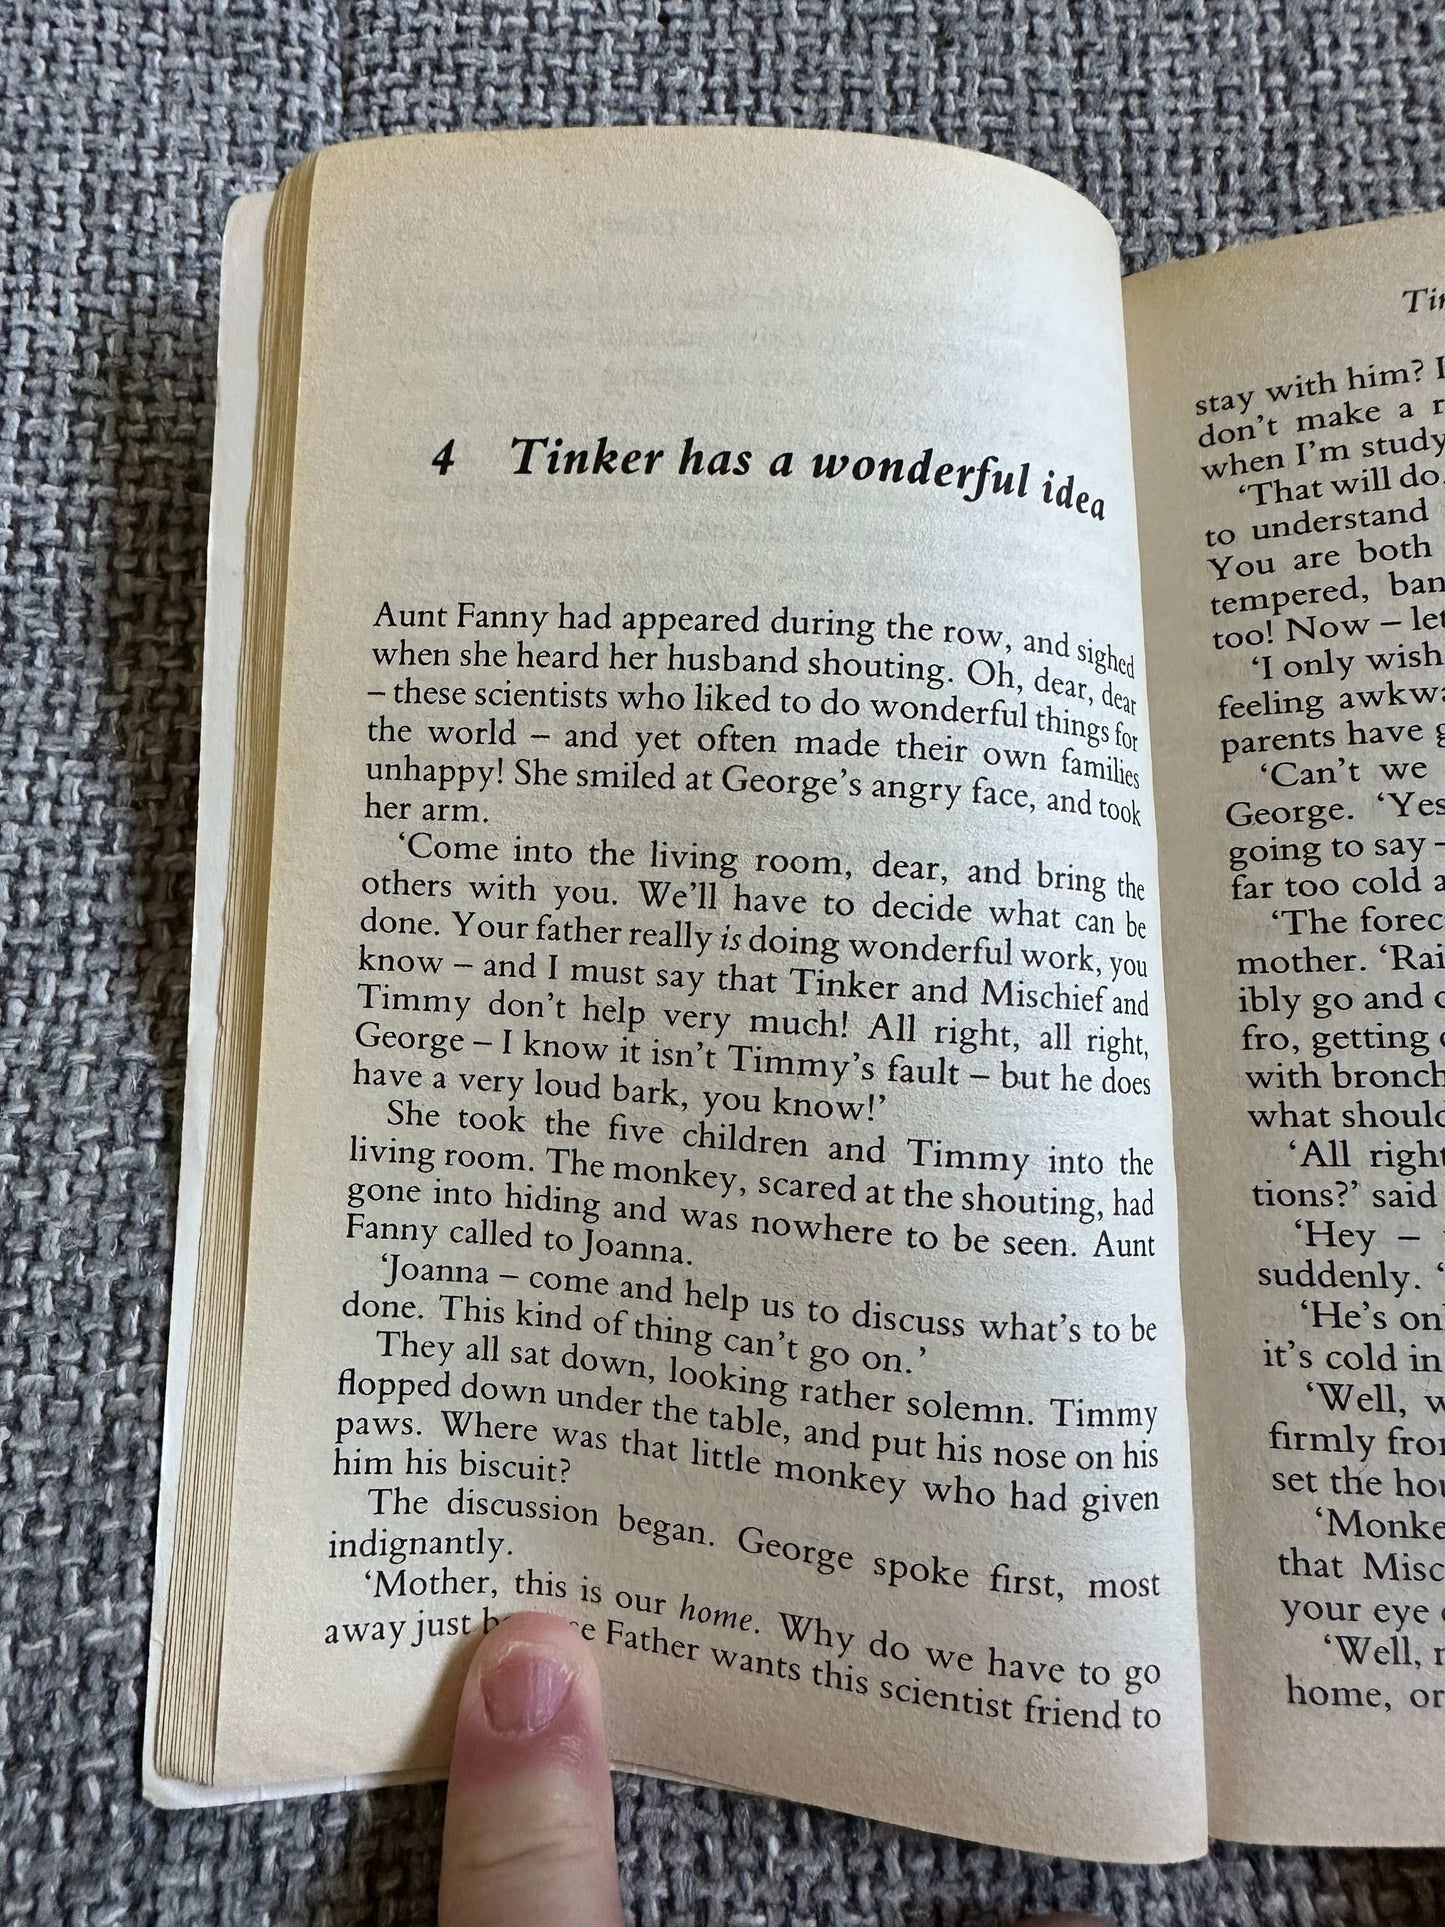 4 Tinker has a wonderful idea
Aunt Fanny had appeared during the row, and sighed
when she heard her husband shouting. Oh, dear, dear
– these scientists who liked to do wonderful things for
the world – and yet often made their own families
unhappy! She smiled at George's angry face, and took
her arm.
'Come into the living room, dear, and bring the
others with you. We'll have to decide what can be
done. Your father really is doing wonderful work, you
know – and I must say that Tinker and Mischief and
Timmy don't help very much! All right, all right,
George – I know it isn't Timmy's fault – but he does
have a very loud bark, you know!'
She took the five children and Timmy into the
living room. The monkey, scared at the shouting, had
gone into hiding and was nowhere to be seen. Aunt
Fanny called to Joanna.
'Joanna – come and help us to discuss what's to be
done. This kind of thing can't go on.'
They all sat down, looking rather solemn. Timmy
flopped down under the table, and put his nose on his
paws. Where was that little monkey who had given
him his biscuit?
The discussion began. George spoke first, most
indignantly.
'Mother, this is our home. Why do we have to go
away just Father wants this scientist friend to
stay with him?
don't make a
when I'm study
'That will do,
to understand
You are both
tempered,
too! Now – let
'I only wish
feeling
parents have
'Can't we
George. 'Yes
going to say –
far too cold
'The
mother.
ibly go and
fro, getting
with
what
'All right
tions?' said
'Hey –
suddenly.
'He's
it's cold in
'Well,
firmly
set the
'Monke
that
your eye
'Well,
home, or